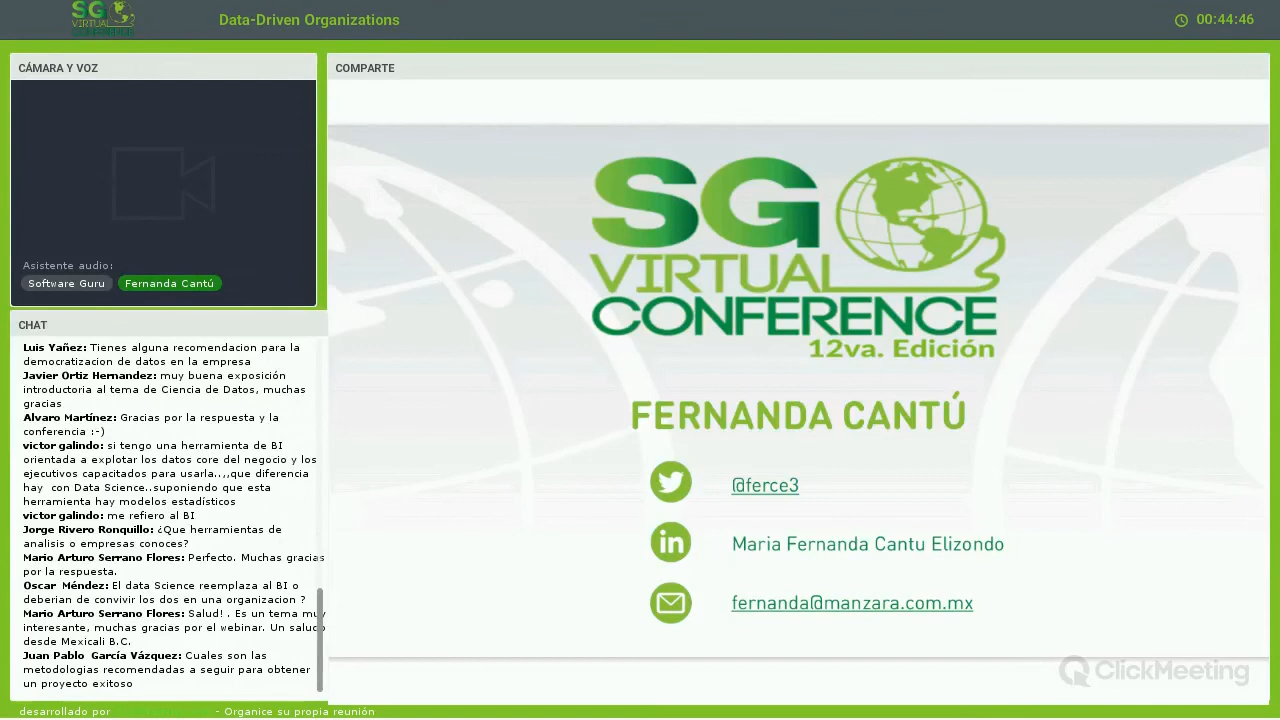 SG
VIRTUAL
CONFERENCE
Data-Driven Organizations
00:44:46
CÁMARA Y VOZ
Asistente audio:
Software Guru
Fernanda Cantú
CHAT
Luis Yañez: Tienes alguna recomendacion para la
democratizacion de datos en la empresa
Javier Ortiz Hernandez: muy buena exposición
introductoria al tema de Ciencia de Datos, muchas
gracias
Alvaro Martínez: Gracias por la respuesta y la
conferencia :-)
victor galindo: si tengo una herramienta de BI
orientada a explotar los datos core del negocio y los
ejecutivos capacitados para usarla..,,que diferencia
hay con Data Science..suponiendo que esta
herramienta hay modelos estadísticos
victor galindo: me refiero al BI
Jorge Rivero Ronquillo: ¿Que herramientas de
analisis o empresas conoces?
Mario Arturo Serrano Flores: Perfecto. Muchas gracias
por la respuesta.
Oscar Méndez: El data Science reemplaza al BI o
deberian de convivir los dos en una organizacion ?
Mario Arturo Serrano Flores: Salud! . Es un tema muy
interesante, muchas gracias por el webinar. Un saludo
desde Mexicali B.C.
Juan Pablo García Vázquez: Cuales son las
metodologias recomendadas a seguir para obtener
un proyecto exitoso
COMPARTE
SG
VIRTUAL
CONFERENCE
12va. Edición
FERNANDA CANTÚ
@ferce3
in
Maria Fernanda Cantu Elizondo
fernanda@manzara.com.mx
ClickMeeting
desarrollado por
- Organice su propia reunión